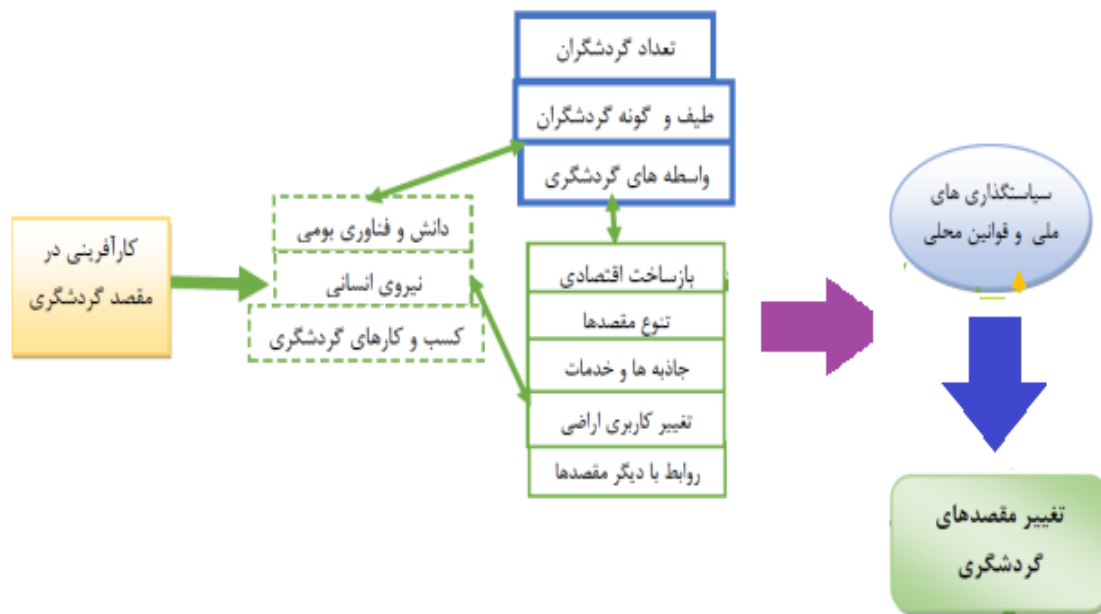 تعداد گردشگران
طیف و گونه گردشگران
واسطه های گردشگری
سیاستگذاری های
ملی و قوانین محلی
کارآفرینی در
مقصد گردشگری
دانش و فناوری بومی
نیروی انسانی
کسب و کارهای گردشگری
بازساخت اقتصادی
تنوع مقصدها
جاذبه ها و خدمات
تغییر کاربری اراضی
روابط با دیگر مقصدها
تغییر مقصدهای
گردشگری